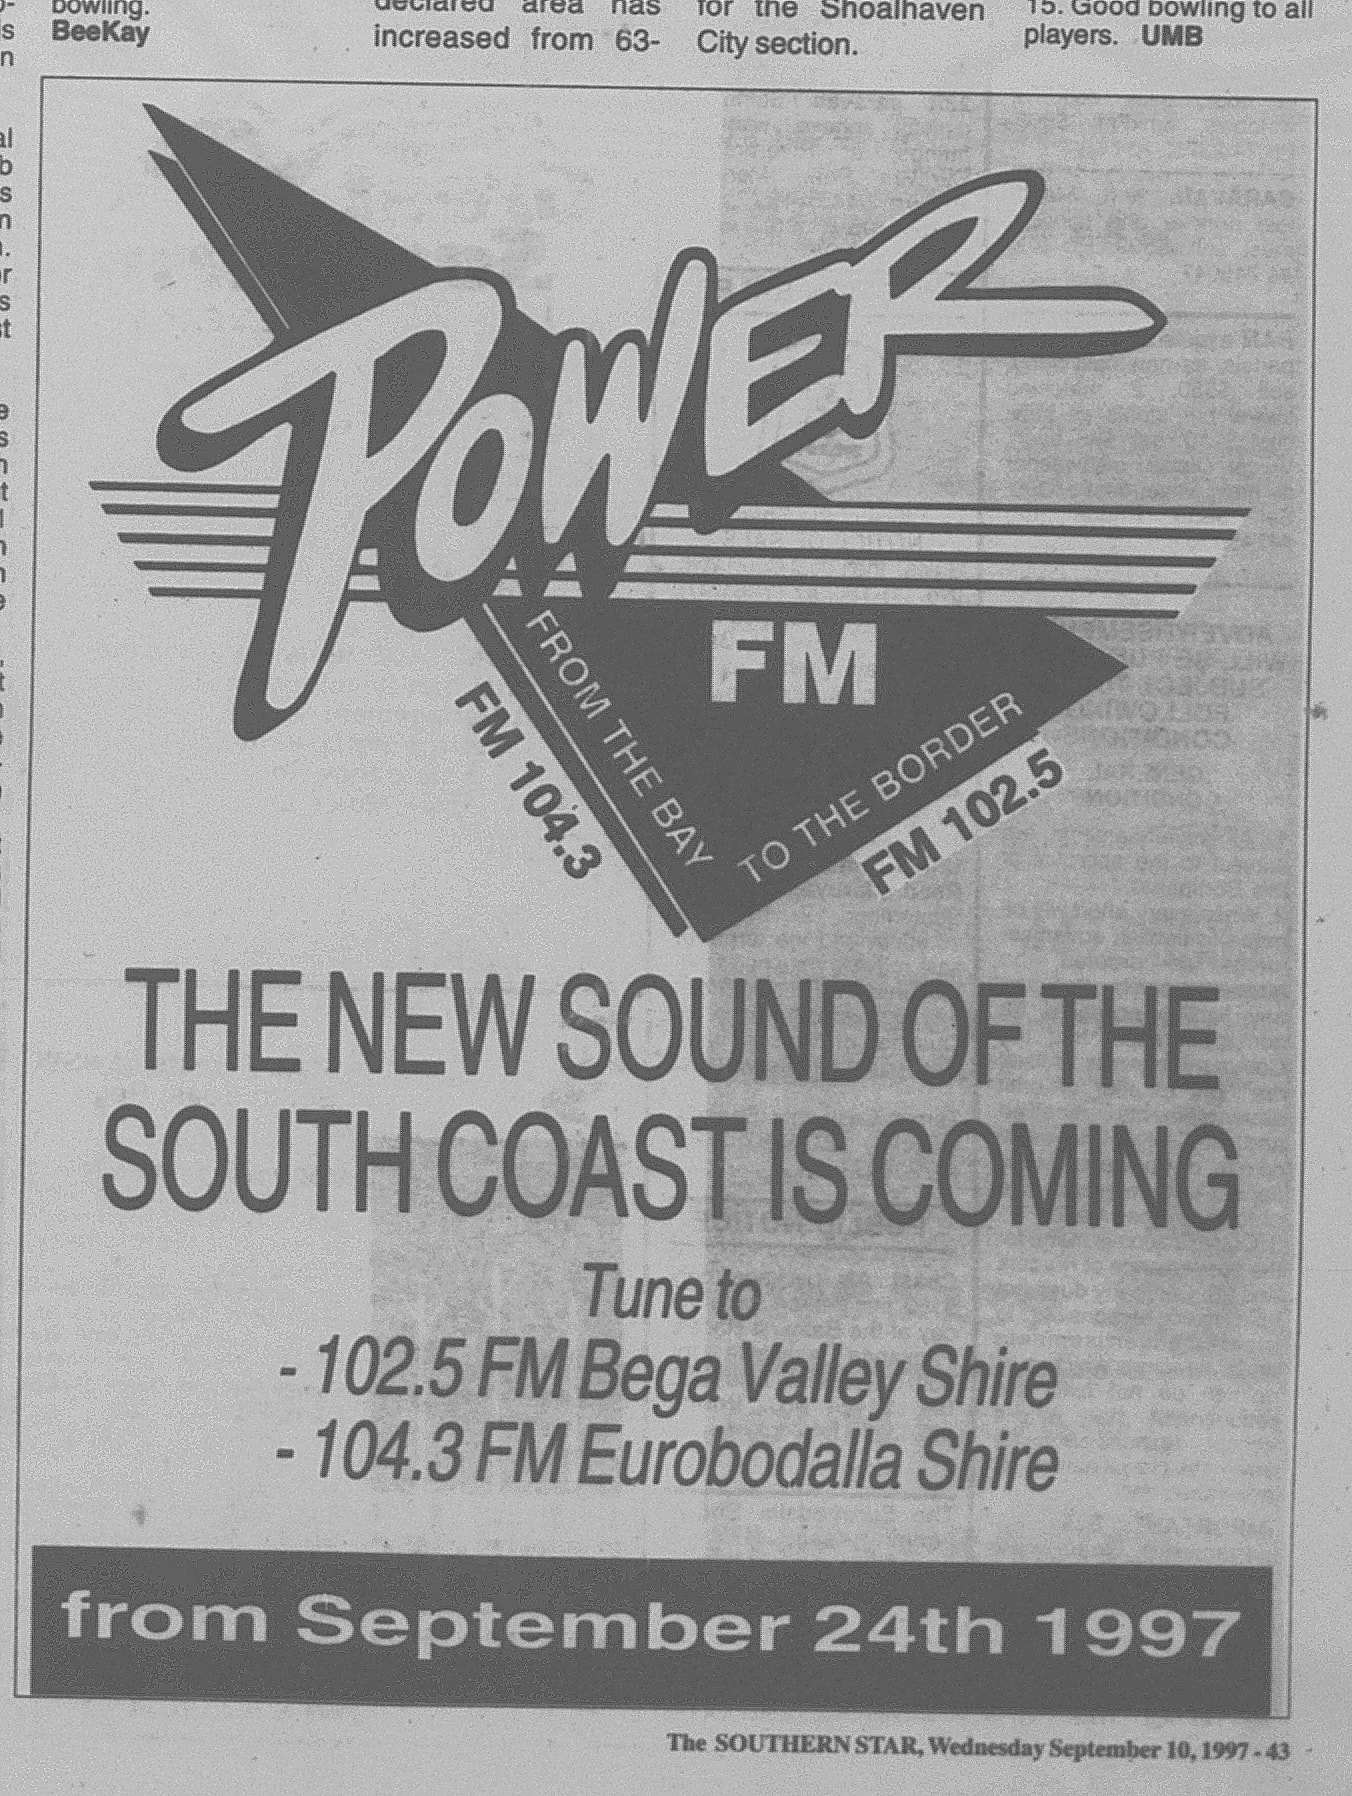 bowling.
BeeKay
declared area has
increased from 63-
for the Shoalhaven
City section.
15. Good bowling to all
players. UMB
POWER
FM
FROM THE BAY
TO THE BORDER
FM 104.3
FM 102.5
THE NEW SOUND OF THE
SOUTH COAST IS COMING
Tune to
- 102.5 FM Bega Valley Shire
- 104.3 FM Eurobodalla Shire
from September 24th 1997
The SOUTHERN STAR, Wednesday September 10, 1997 - 43